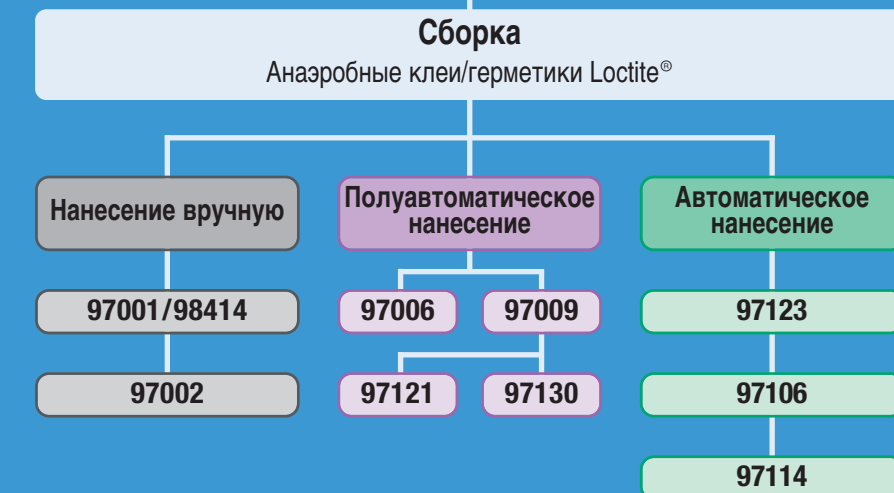 Сборка
Анаэробные клеи/герметики Loctite®
Нанесение вручную
Полуавтоматическое
нанесение
Автоматическое
нанесение
97001/98414
97006
97009
97123
97002
97121
97130
97106
97114